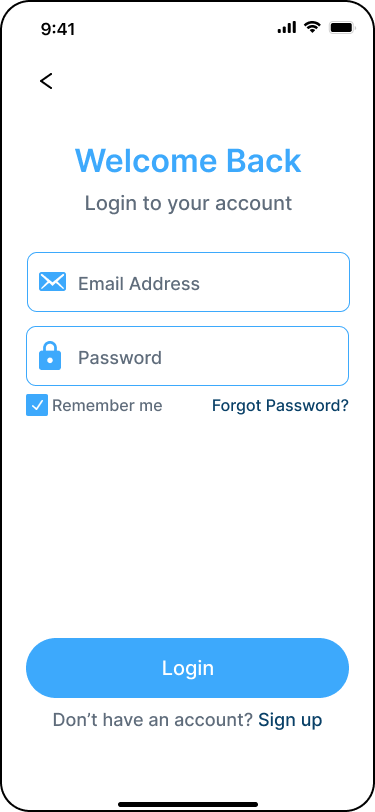 9:41
Welcome Back
Login to your account
Email Address
Password
Remember me Forgot Password?
Login
Don’t have an account? Sign up